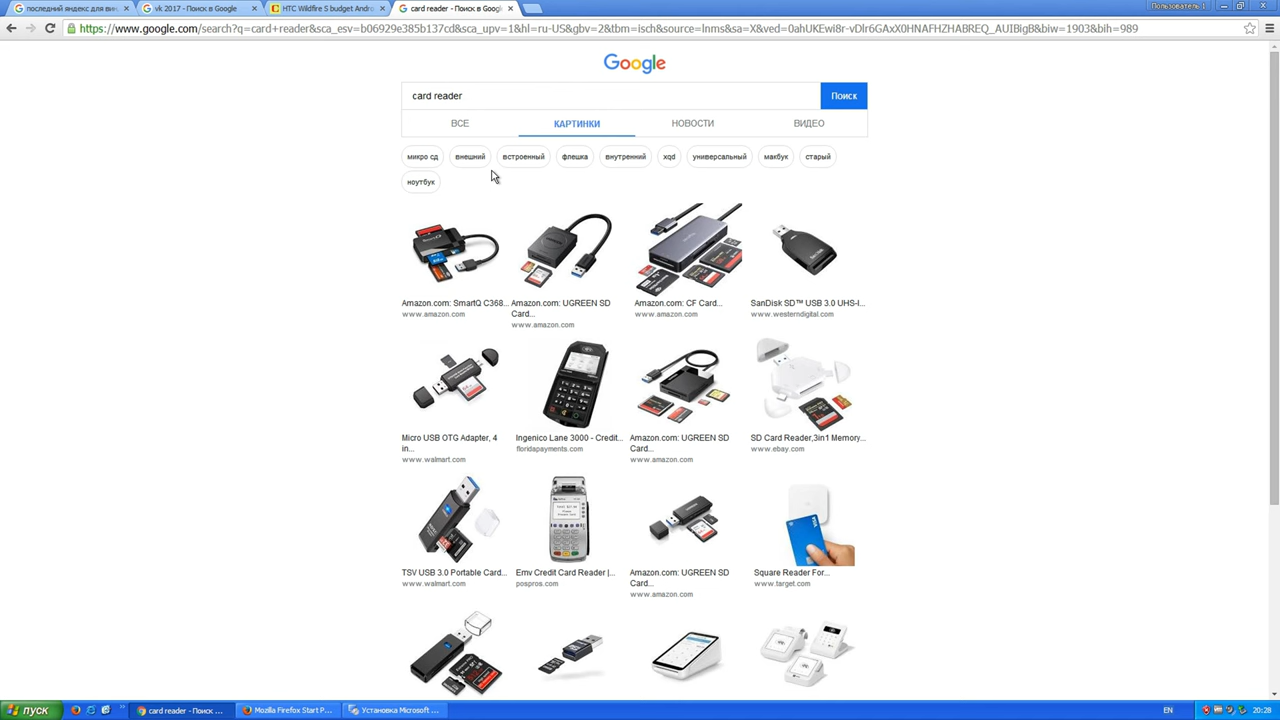 последний яндекс для вин...
vk 2017 - Поиск в Google
HTC Wildfire S budget Andro...
card reader - Поиск в Googl...
Пользователь 1
https://www.google.com/search?q=card+reader&sca_esv=b06929e385b137cd&sca_upv=1&hl=ru-US&gbv=2&tbm=isch&source=lnms&sa=X&ved=0ahUKEwi8r-vDlr6GAxX0HNAFHZHABREQ_AUIBigB&biw=1903&bih=989
Google
card reader
Поиск
ВСЕ
КАРТИНКИ
НОВОСТИ
ВИДЕО
микро сд
внешний
встроенный
флешка
внутренний
xqd
универсальный
макбук
старый
ноутбук
Amazon.com: SmartQ C368...
www.amazon.com
Amazon.com: UGREEN SD
Card...
www.amazon.com
Amazon.com: CF Card...
www.amazon.com
SanDisk SD™ USB 3.0 UHS-I...
www.westerndigital.com
Micro USB OTG Adapter, 4
in...
www.walmart.com
Ingenico Lane 3000 - Credit...
floridapayments.com
Amazon.com: UGREEN SD
Card...
www.amazon.com
SD Card Reader,3in1 Memory...
www.ebay.com
TSV USB 3.0 Portable Card...
www.walmart.com
Emv Credit Card Reader |...
pospros.com
Amazon.com: UGREEN SD
Card...
www.amazon.com
Square Reader For...
www.target.com
пуск
card reader - Поиск ...
Mozilla Firefox Start P...
Установка Microsoft ...
EN
20:28